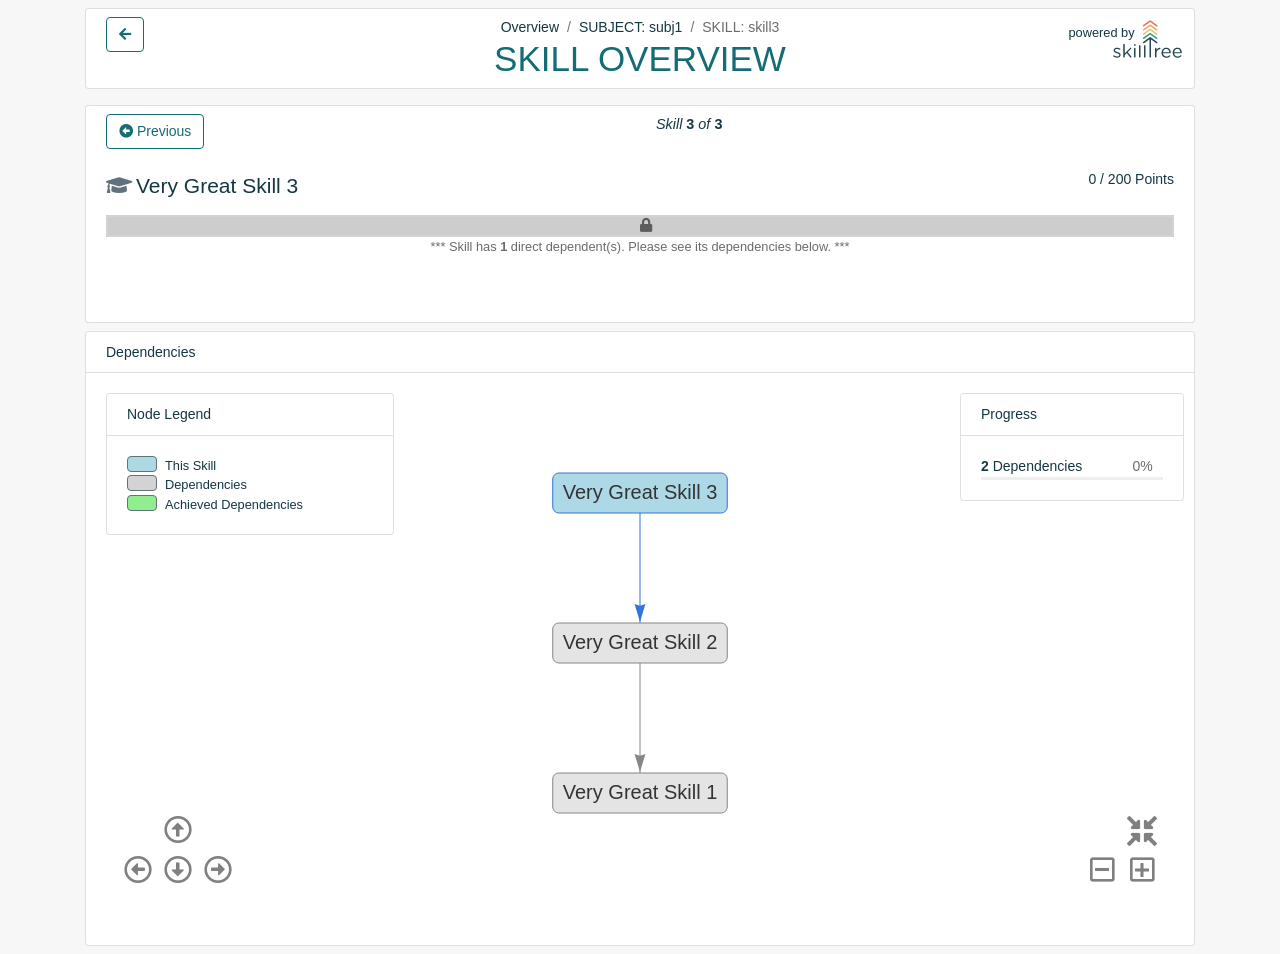 Overview / SUBJECT: subj1 / SKILL: skill3
SKILL OVERVIEW
powered by
skilltree
Previous
Skill 3 of 3
Very Great Skill 3
0 / 200 Points
*** Skill has 1 direct dependent(s). Please see its dependencies below. ***
Dependencies
Node Legend
This Skill
Dependencies
Achieved Dependencies
Progress
2 Dependencies 0%
Very Great Skill 3
Very Great Skill 2
Very Great Skill 1